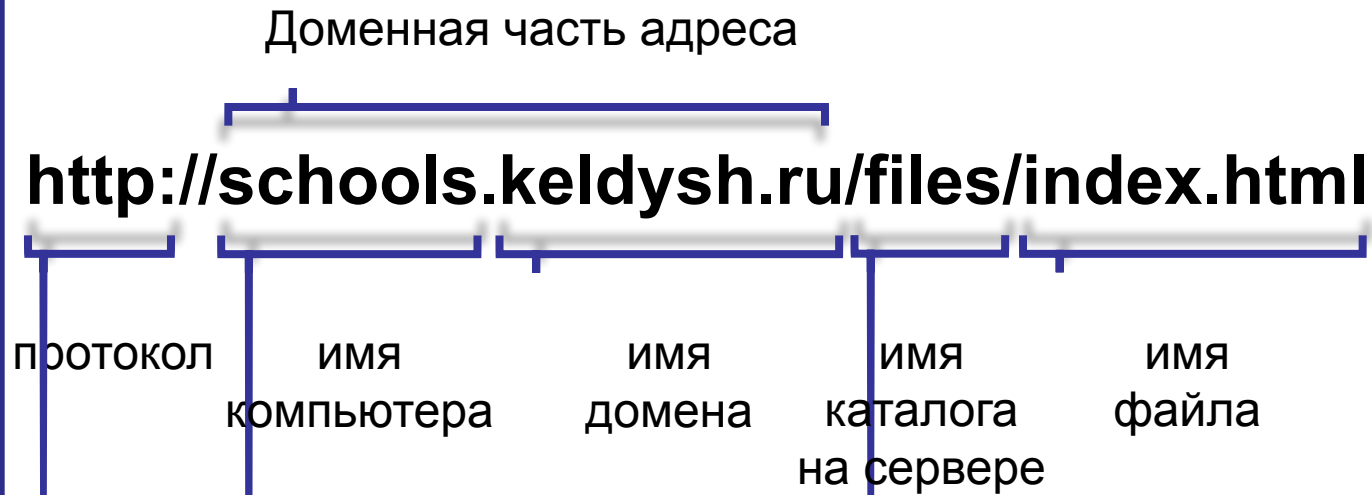 Доменная часть адреса
http://schools.keldysh.ru/files/index.html
протокол имя имя имя имя
компьютера домена каталога файла
на сервере